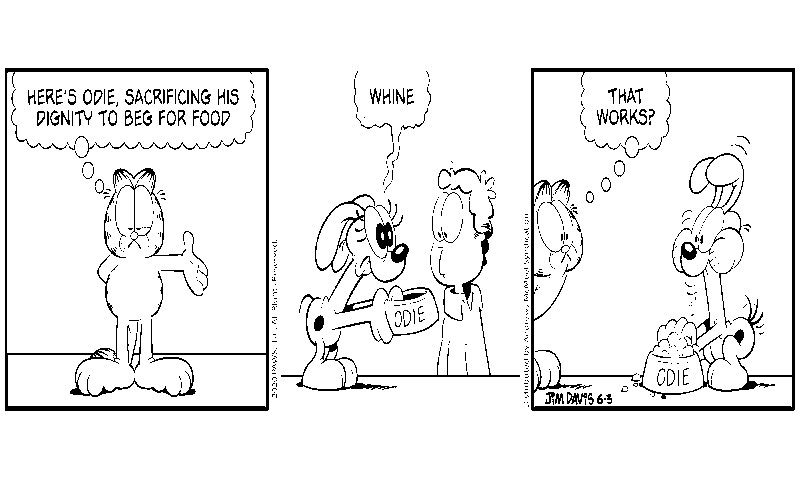 HERE'S ODIE, SACRIFICING HIS
DIGNITY TO BEG FOR FOOD
WHINE
ODIE
THAT
WORKS?
ODIE
JIM DAVIS 6-3